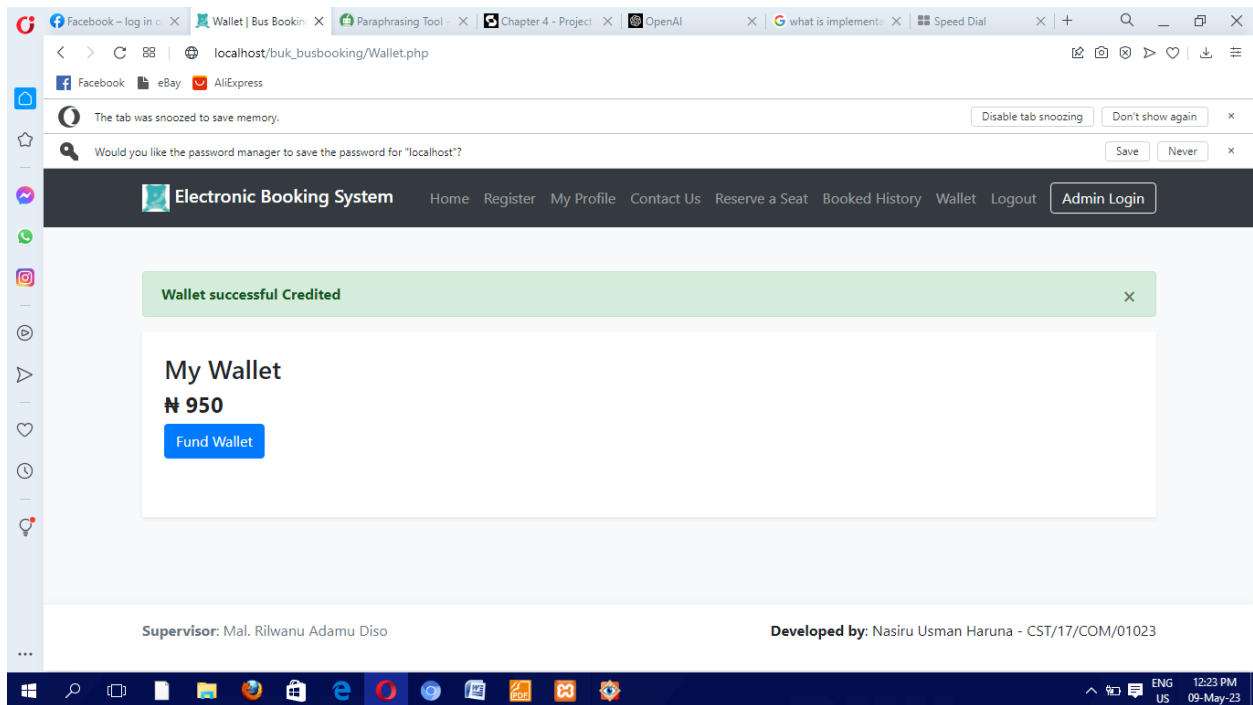 Facebook – log in o
Wallet | Bus Bookin
Paraphrasing Tool -
Chapter 4 - Project
OpenAI
what is implementa
Speed Dial
localhost/buk_busbooking/Wallet.php
Facebook eBay AliExpress
The tab was snoozed to save memory. Disable tab snoozing Don't show again
Would you like the password manager to save the password for "localhost"? Save Never
Electronic Booking System Home Register My Profile Contact Us Reserve a Seat Booked History Wallet Logout Admin Login
Wallet successful Credited ×
My Wallet
₦ 950
Fund Wallet
Supervisor: Mal. Rilwanu Adamu Diso
Developed by: Nasiru Usman Haruna - CST/17/COM/01023
ENG 12:23 PM
US 09-May-23